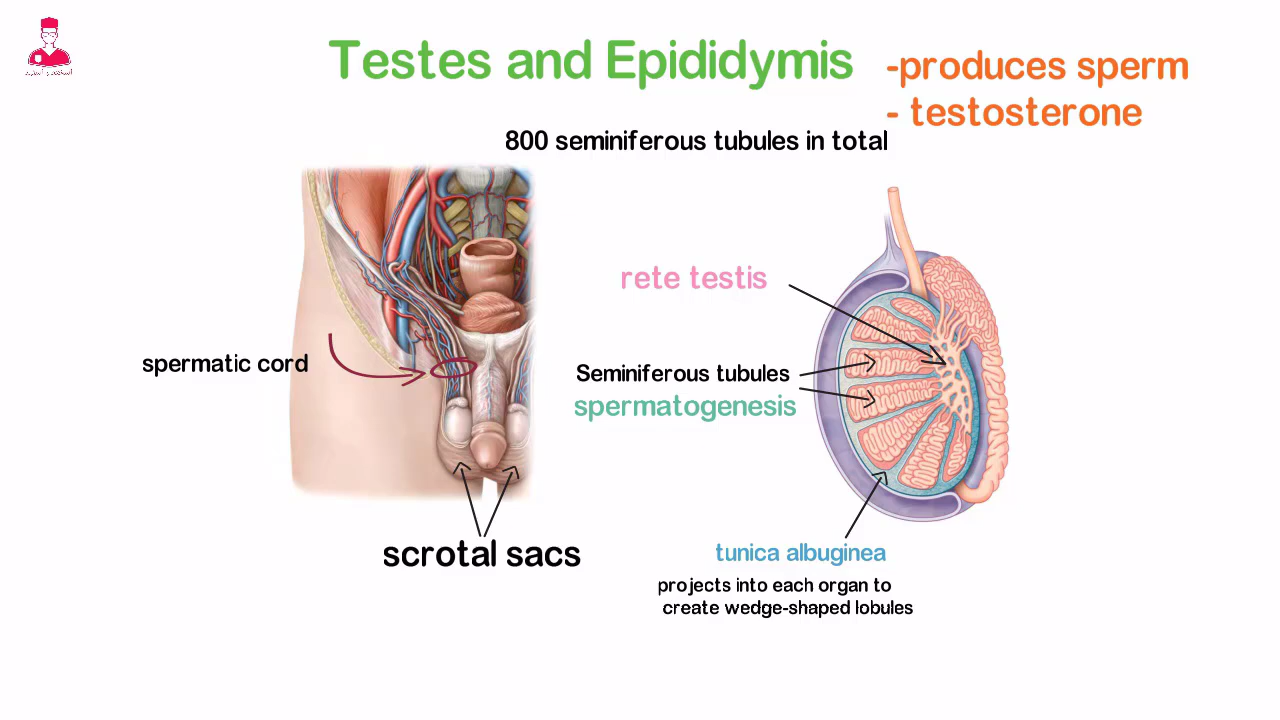 Testes and Epididymis
-produces sperm
- testosterone
800 seminiferous tubules in total
rete testis
spermatic cord
Seminiferous tubules
spermatogenesis
scrotal sacs
tunica albuginea
projects into each organ to
create wedge-shaped lobules